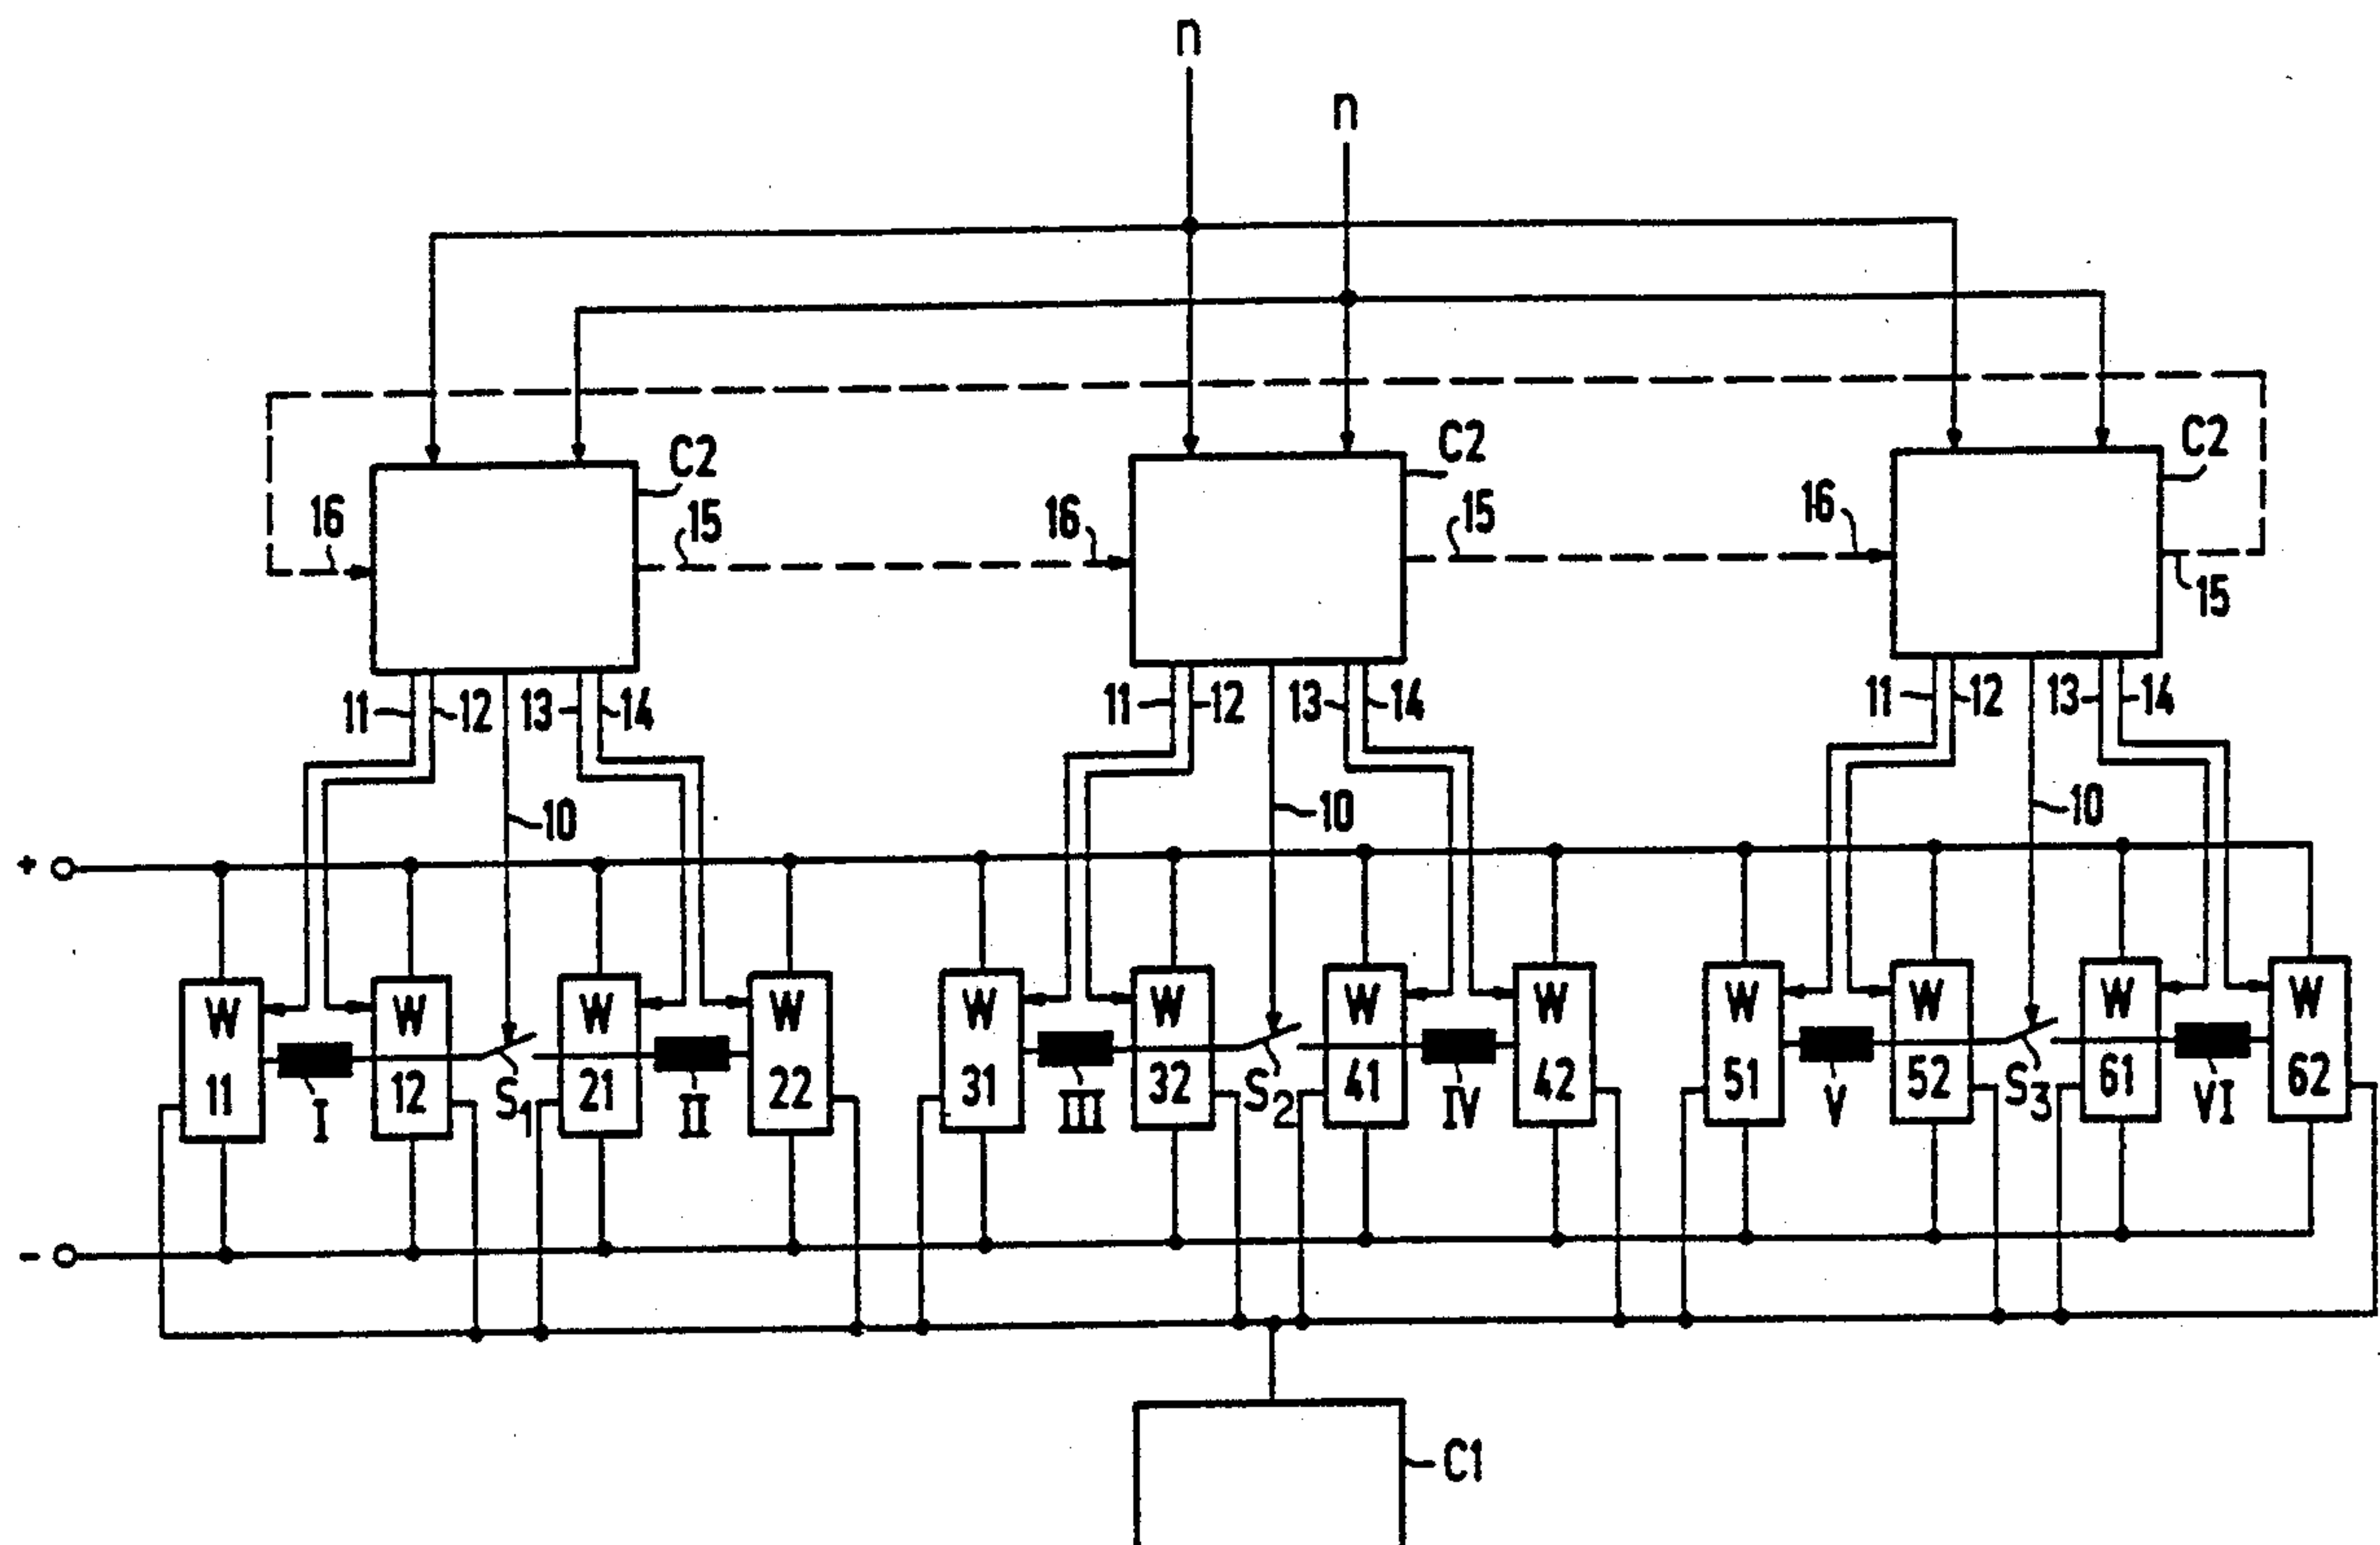 n
n
C2 C2 C2
16 15 16 15 16 15
11 12 13 14 11 12 13 14 11 12 13 14
10 10 10
+
W W W W W W W W W W W W
11 I 12 S1 21 II 22 31 III 32 S2 41 IV 42 51 V 52 S3 61 VI 62
-
C1